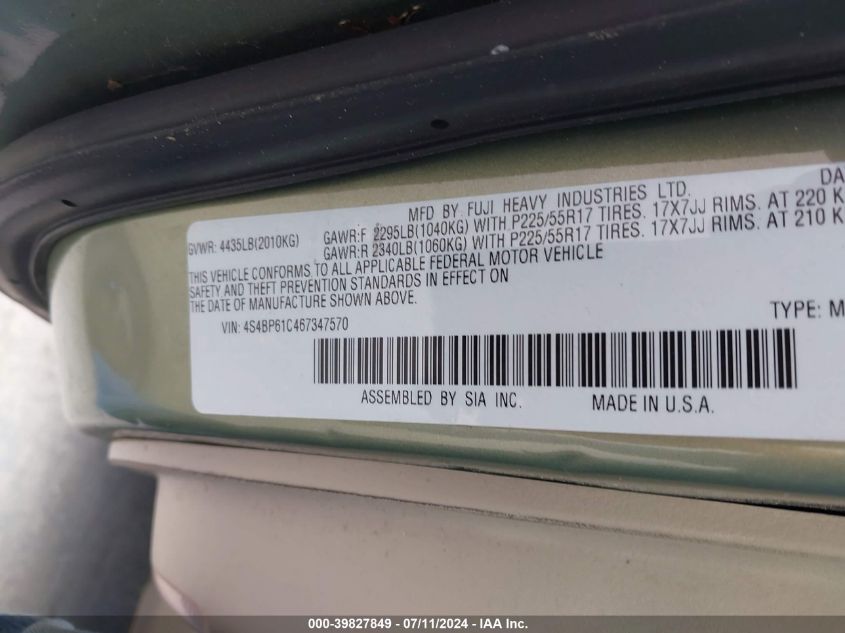 MFD BY FUJI HEAVY INDUSTRIES LTD. DA
GVWR: 4435LB(2010KG) GAWR:F 2295LB(1040KG) WITH P225/55R17 TIRES. 17X7JJ RIMS. AT 220 K
GAWR:R 2340LB(1060KG) WITH P225/55R17 TIRES. 17X7JJ RIMS. AT 210 K
THIS VEHICLE CONFORMS TO ALL APPLICABLE FEDERAL MOTOR VEHICLE
SAFETY AND THEFT PREVENTION STANDARDS IN EFFECT ON
THE DATE OF MANUFACTURE SHOWN ABOVE.
VIN: 4S4BP61C467347570 TYPE: M
ASSEMBLED BY SIA INC. MADE IN U.S.A.
000-39827849 - 07/11/2024 - IAA Inc.